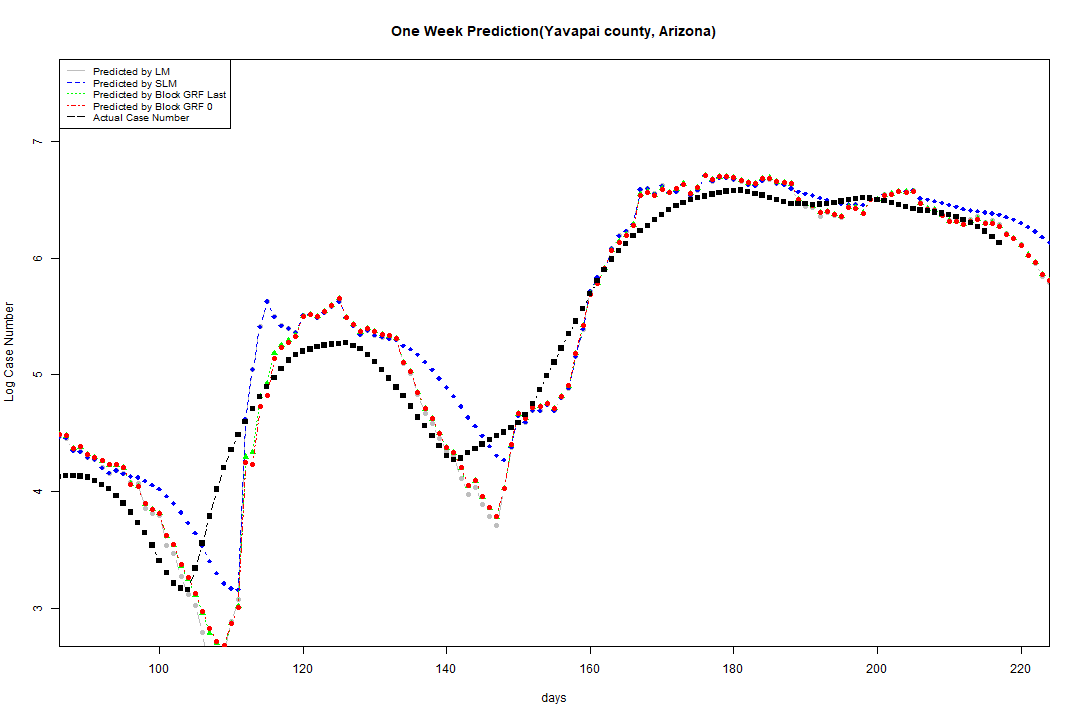 One Week Prediction(Yavapai county, Arizona)
Predicted by LM
Predicted by SLM
Predicted by Block GRF Last
Predicted by Block GRF 0
Actual Case Number
7
6
5
4
3
Log Case Number
100 120 140 160 180 200 220
days